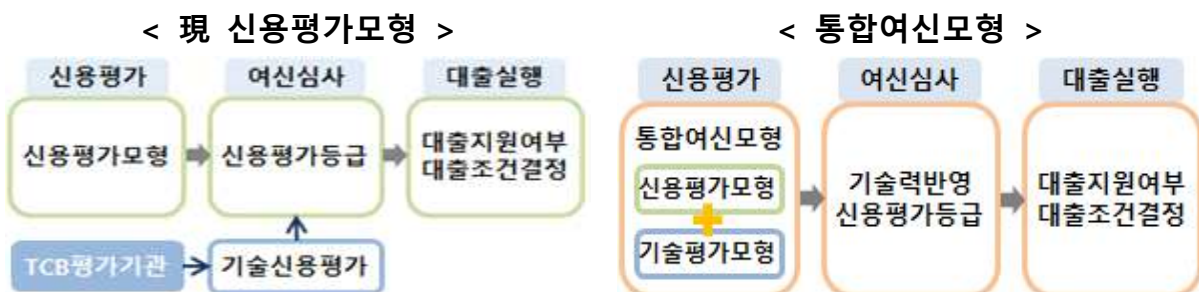 < 現 신용평가모형 >
신용평가
여신심사
대출실행
신용평가모형
신용평가등급
대출지원여부
대출조건결정
TCB평가기관
기술신용평가
< 통합여신모형 >
신용평가
여신심사
대출실행
통합여신모형
신용평가모형
기술평가모형
기술력반영
신용평가등급
대출지원여부
대출조건결정